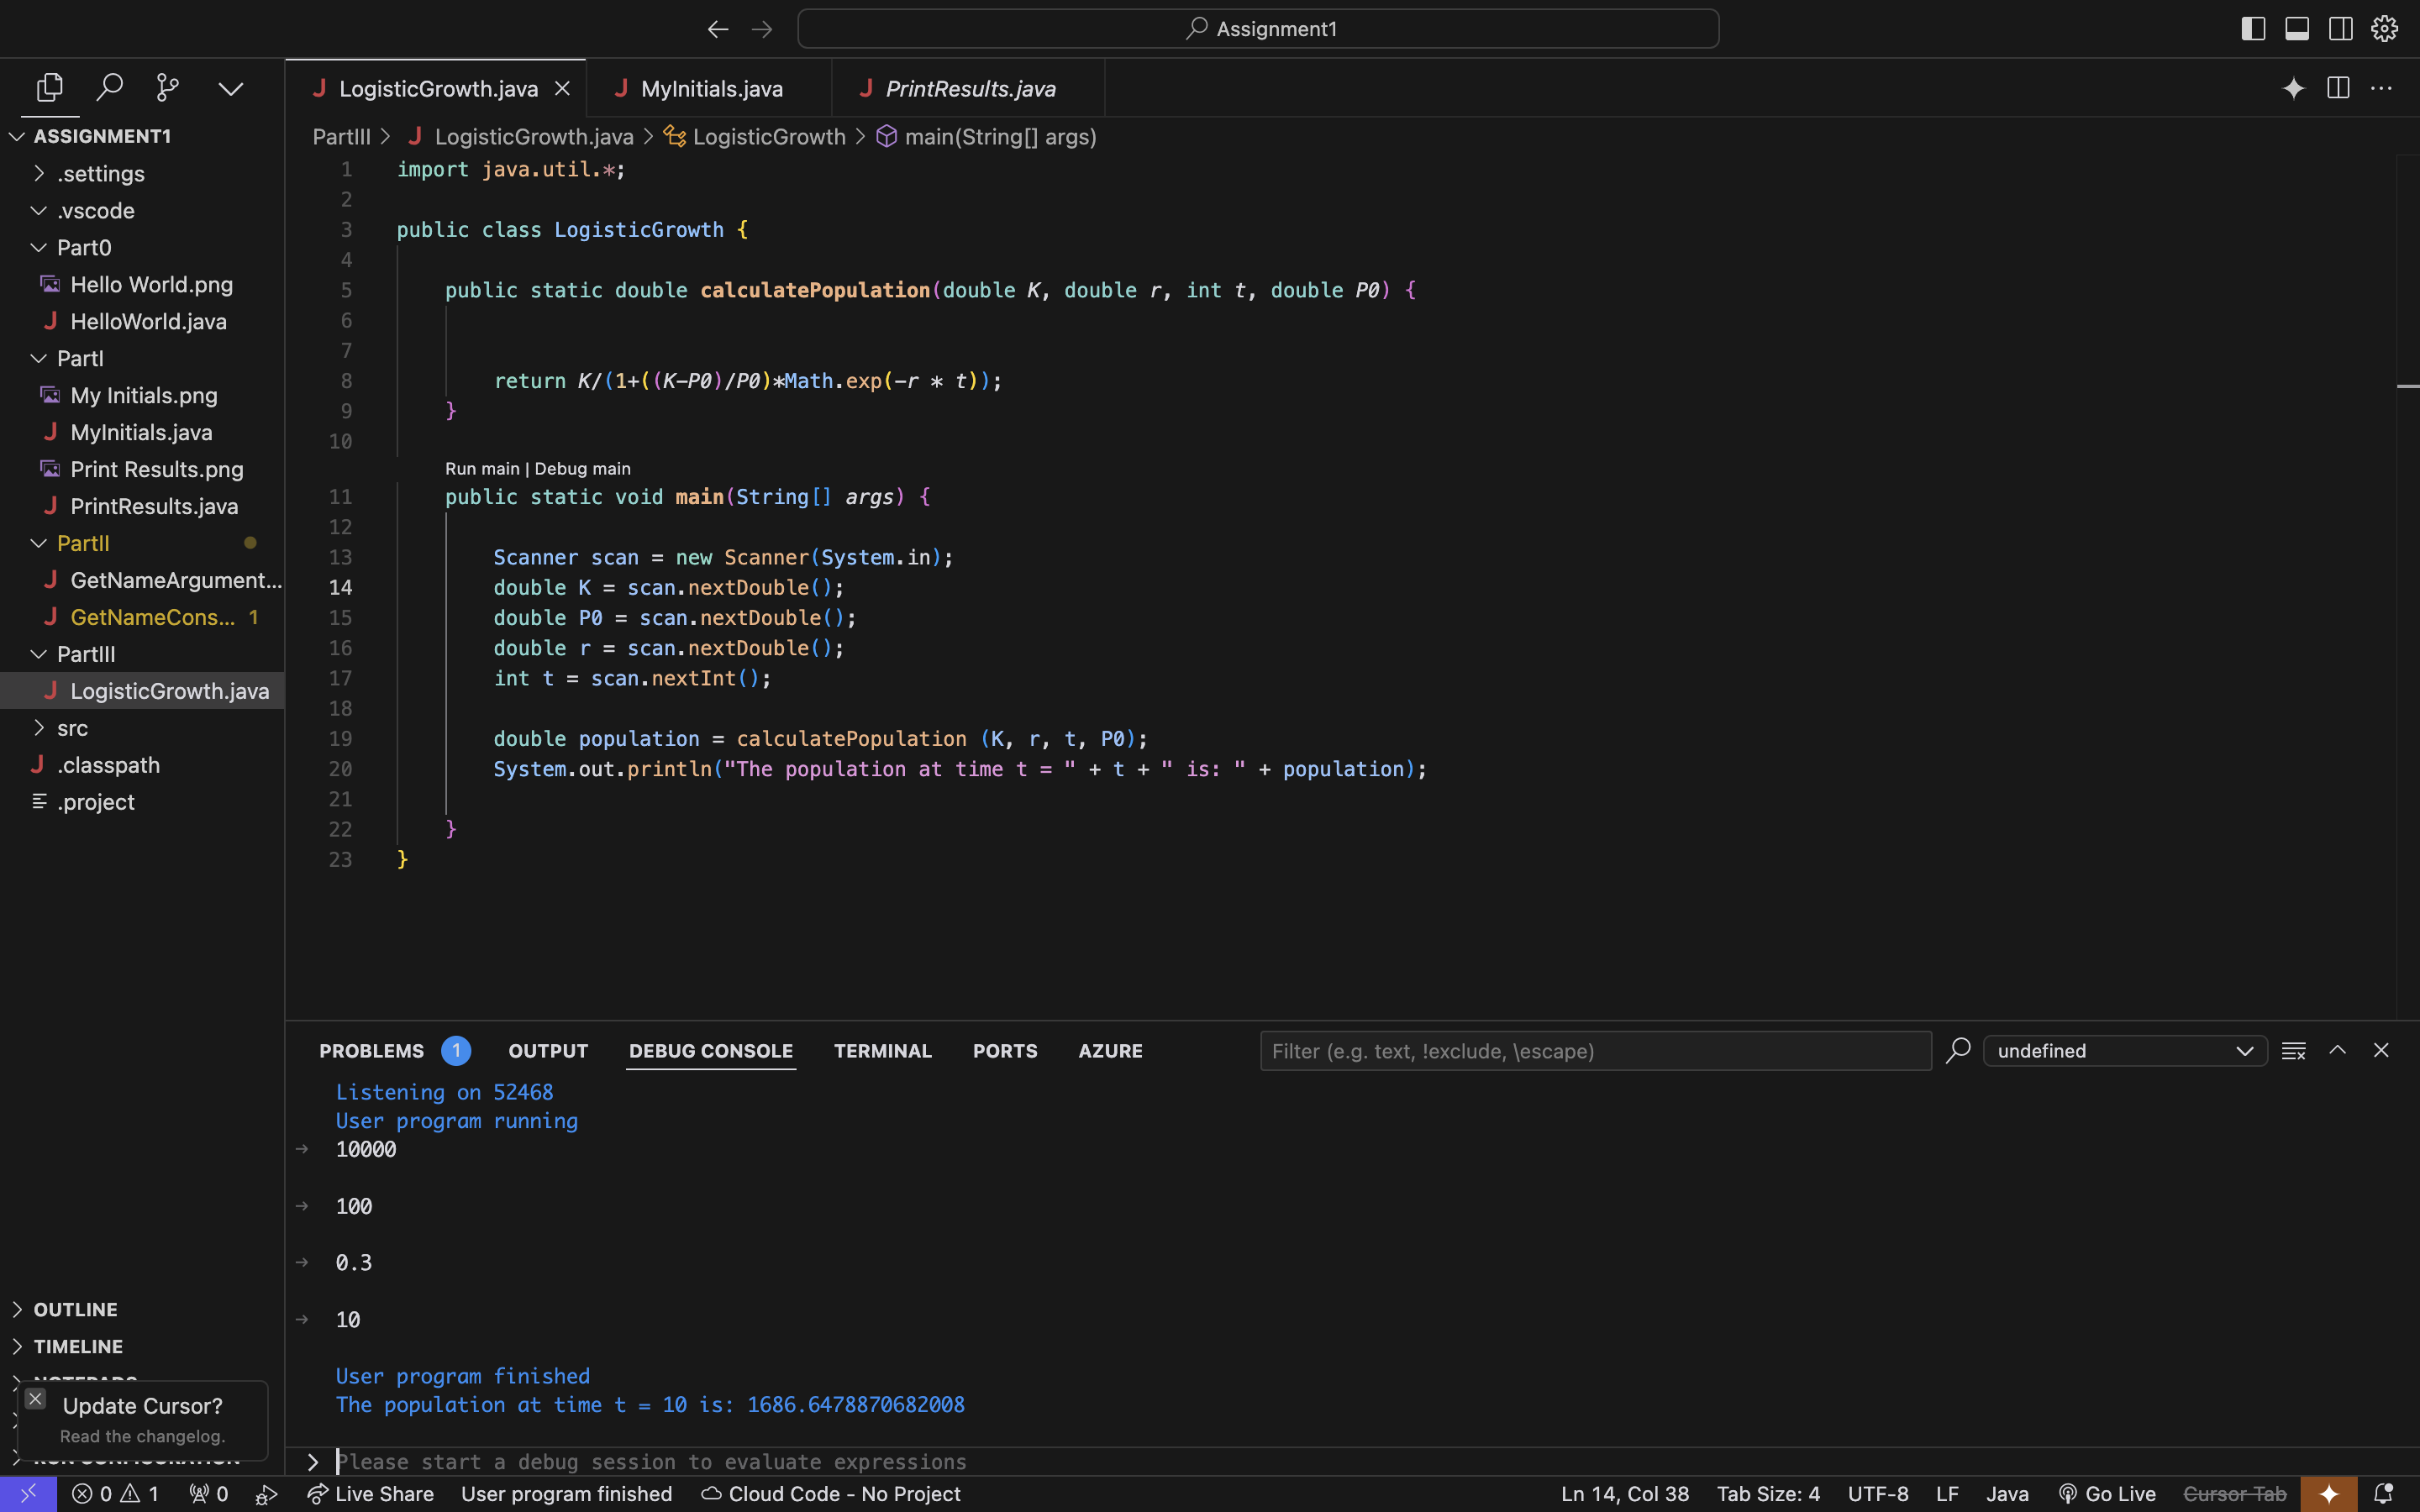 Assignment1
LogisticGrowth.java
MyInitials.java
PrintResults.java
ASSIGNMENT1
.settings
.vscode
Part0
Hello World.png
HelloWorld.java
PartI
My Initials.png
MyInitials.java
Print Results.png
PrintResults.java
PartII
GetNameArgument...
GetNameCons... 1
PartIII
LogisticGrowth.java
src
.classpath
.project
OUTLINE
TIMELINE
Update Cursor?
Read the changelog.
PartIII > LogisticGrowth.java > LogisticGrowth > main(String[] args)
1 import java.util.*;
2
3 public class LogisticGrowth {
4
5 public static double calculatePopulation(double K, double r, int t, double P0) {
6
7
8 return K/(1+((K-P0)/P0)*Math.exp(-r * t));
9 }
10
Run main | Debug main
11 public static void main(String[] args) {
12
13 Scanner scan = new Scanner(System.in);
14 double K = scan.nextDouble();
15 double P0 = scan.nextDouble();
16 double r = scan.nextDouble();
17 int t = scan.nextInt();
18
19 double population = calculatePopulation (K, r, t, P0);
20 System.out.println("The population at time t = " + t + " is: " + population);
21
22 }
23 }
PROBLEMS 1 OUTPUT DEBUG CONSOLE TERMINAL PORTS AZURE
Filter (e.g. text, !exclude, \escape)
undefined
Listening on 52468
User program running
10000
100
0.3
10
User program finished
The population at time t = 10 is: 1686.6478870682008
Please start a debug session to evaluate expressions
0 1 0 Live Share User program finished Cloud Code - No Project
Ln 14, Col 38 Tab Size: 4 UTF-8 LF Java Go Live Cursor Tab